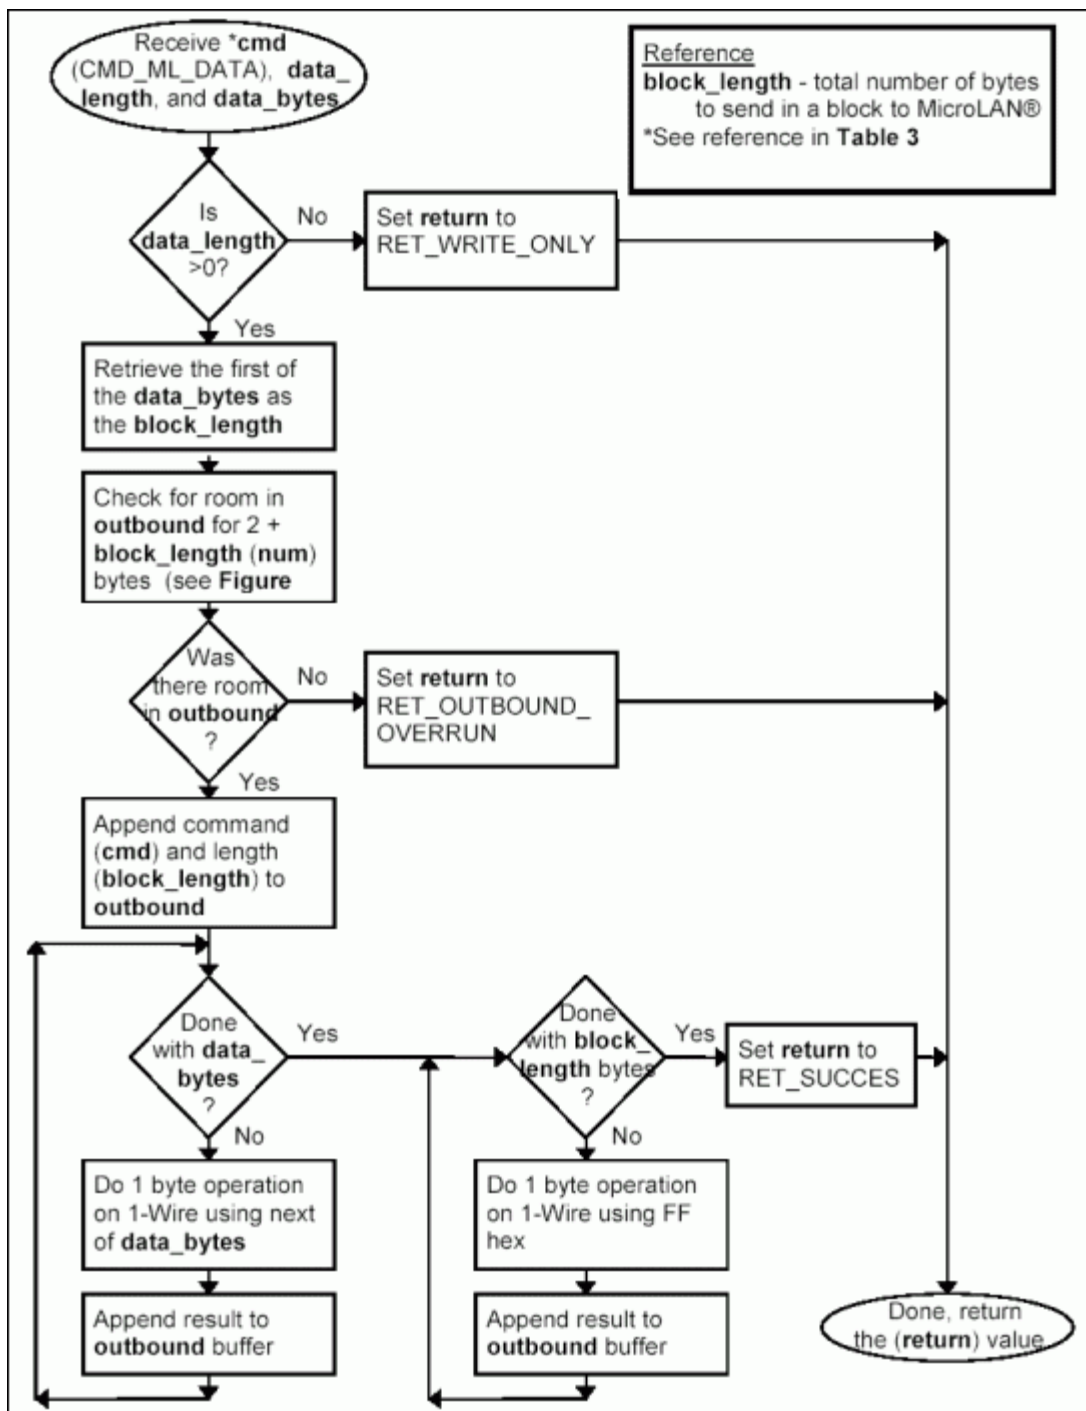 Receive *cmd
(CMD_ML_DATA), data_
length, and data_bytes
Reference
block_length - total number of bytes
to send in a block to MicroLAN®
*See reference in Table 3
Is
data_length
>0?
No
Set return to
RET_WRITE_ONLY
Yes
Retrieve the first of
the data_bytes as
the block_length
Check for room in
outbound for 2 +
block_length (num)
bytes (see Figure
Was
there room
in outbound
?
No
Set return to
RET_OUTBOUND_
OVERRUN
Yes
Append command
(cmd) and length
(block_length) to
outbound
Done
with data_
bytes
?
Yes
Done
with block_
length bytes
?
Yes
Set return to
RET_SUCCES
No
Do 1 byte operation
on 1-Wire using next
of data_bytes
Append result to
outbound buffer
No
Do 1 byte operation
on 1-Wire using FF
hex
Append result to
outbound buffer
Done, return
the (return) value